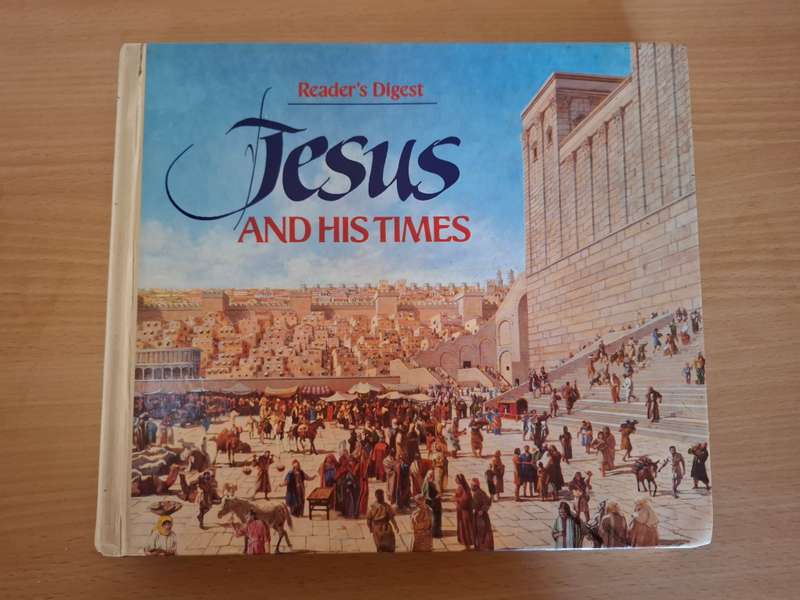 Reader's Digest
Jesus
AND HIS TIMES